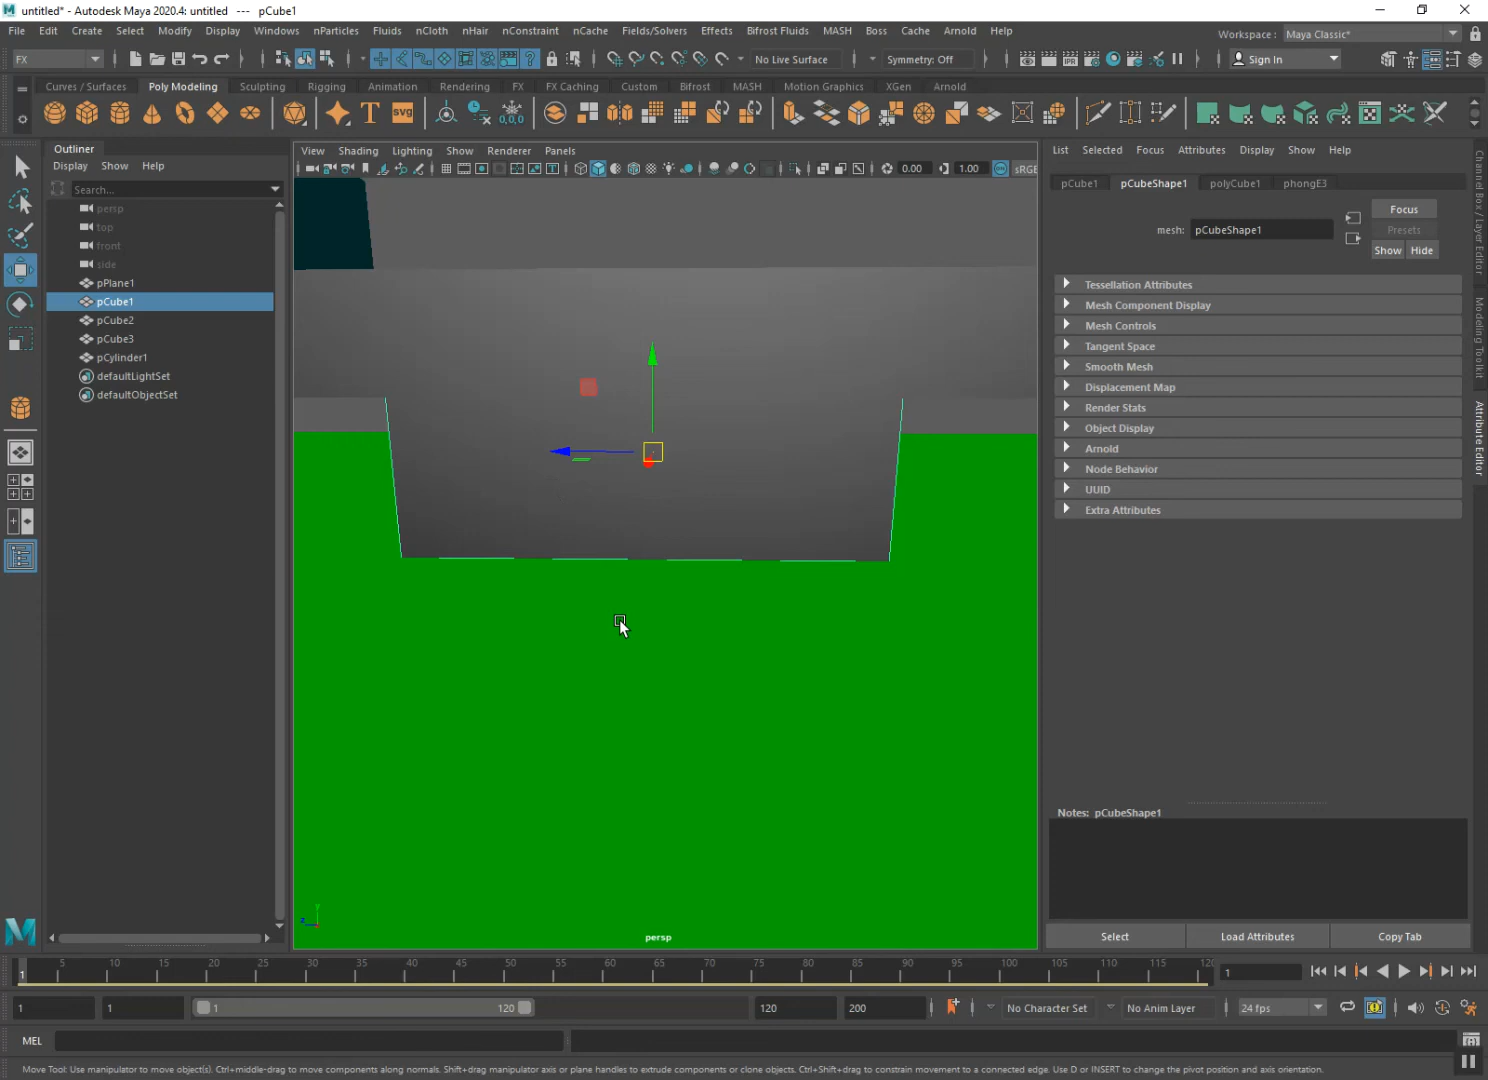 untitled* - Autodesk Maya 2020.4: untitled --- pCube1
File Edit Create Select Modify Display Windows nParticles Fluids nCloth nHair nConstraint nCache Fields/Solvers Effects Bifrost Fluids MASH Boss Cache Arnold Help Workspace : Maya Classic*
FX No Live Surface Symmetry: Off Sign In
Curves / Surfaces Poly Modeling Sculpting Rigging Animation Rendering FX FX Caching Custom Bifrost MASH Motion Graphics XGen Arnold
Outliner
Display Show Help
Search...
persp
top
front
side
pPlane1
pCube1
pCube2
pCube3
pCylinder1
defaultLightSet
defaultObjectSet
View Shading Lighting Show Renderer Panels
0.00 1.00 sRGE
persp
List Selected Focus Attributes Display Show Help
pCube1 pCubeShape1 polyCube1 phongE3
mesh: pCubeShape1
Focus
Presets
Show Hide
Tessellation Attributes
Mesh Component Display
Mesh Controls
Tangent Space
Smooth Mesh
Displacement Map
Render Stats
Object Display
Arnold
Node Behavior
UUID
Extra Attributes
Notes: pCubeShape1
Select Load Attributes Copy Tab
Channel Box / Layer Editor
Modeling Toolkit
Attribute Editor
1 5 10 15 20 25 30 35 40 45 50 55 60 65 70 75 80 85 90 95 100 105 110 115 120 1
1 1 1 120 120 200 No Character Set No Anim Layer 24 fps
MEL
Move Tool: Use manipulator to move object(s). Ctrl+middle-drag to move components along normals. Shift+drag manipulator axis or plane handles to extrude components or clone objects. Ctrl+Shift+drag to constrain movement to a connected edge. Use D or INSERT to change the pivot position and axis orientation.